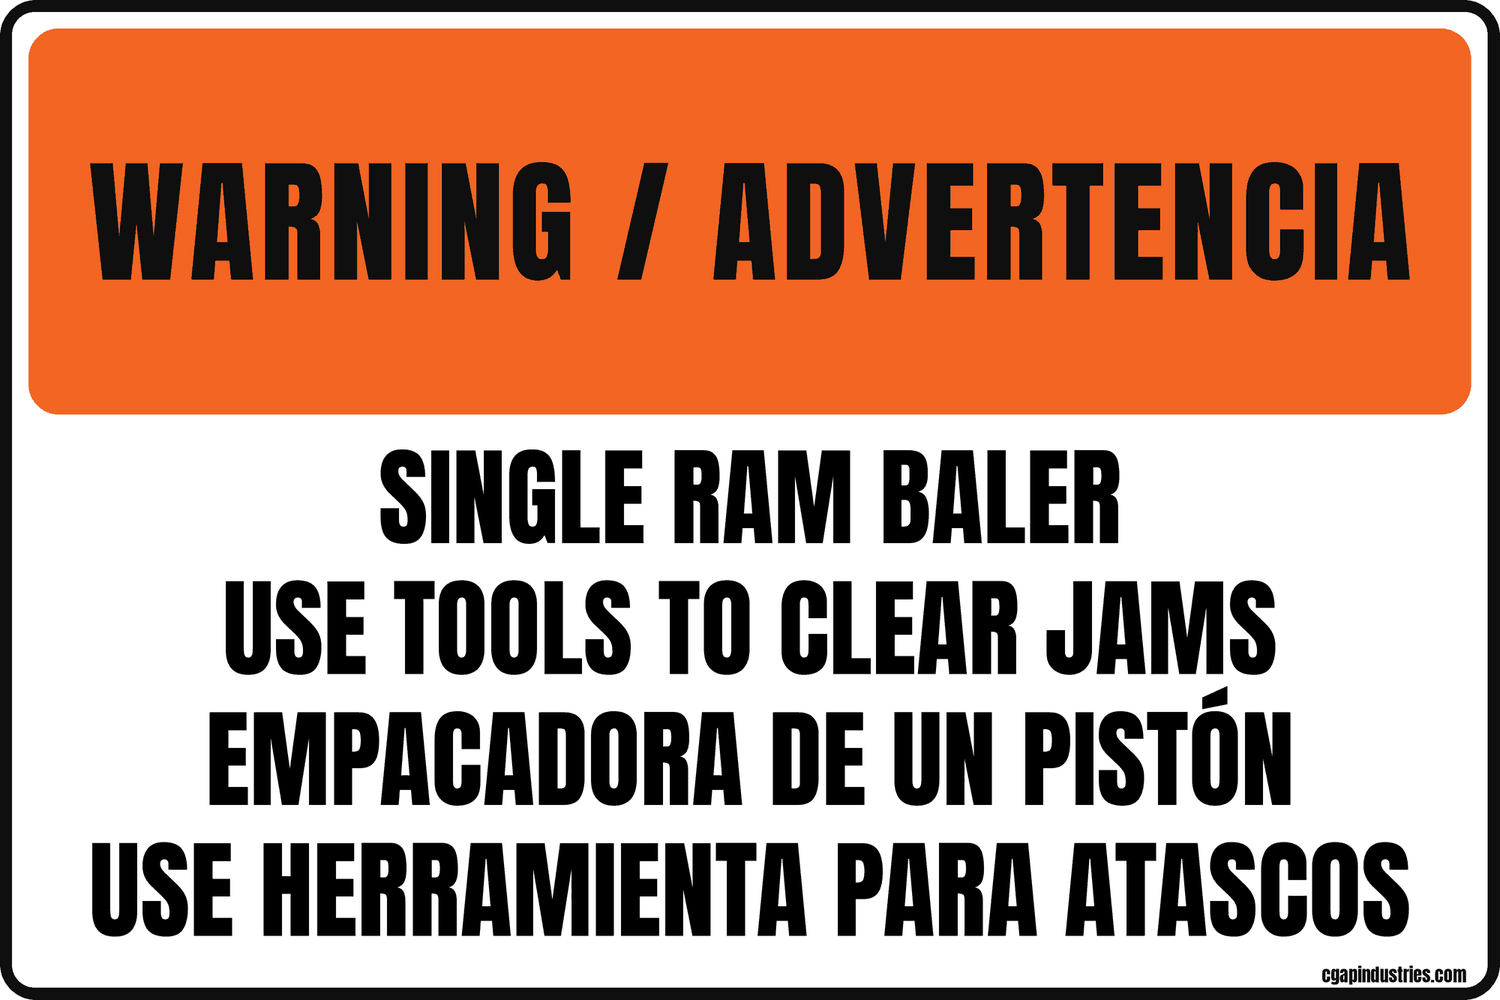 WARNING / ADVERTENCIA
SINGLE RAM BALER
USE TOOLS TO CLEAR JAMS
EMPACADORA DE UN PISTÓN
USE HERRAMIENTA PARA ATASCOS
cgapindustries.com